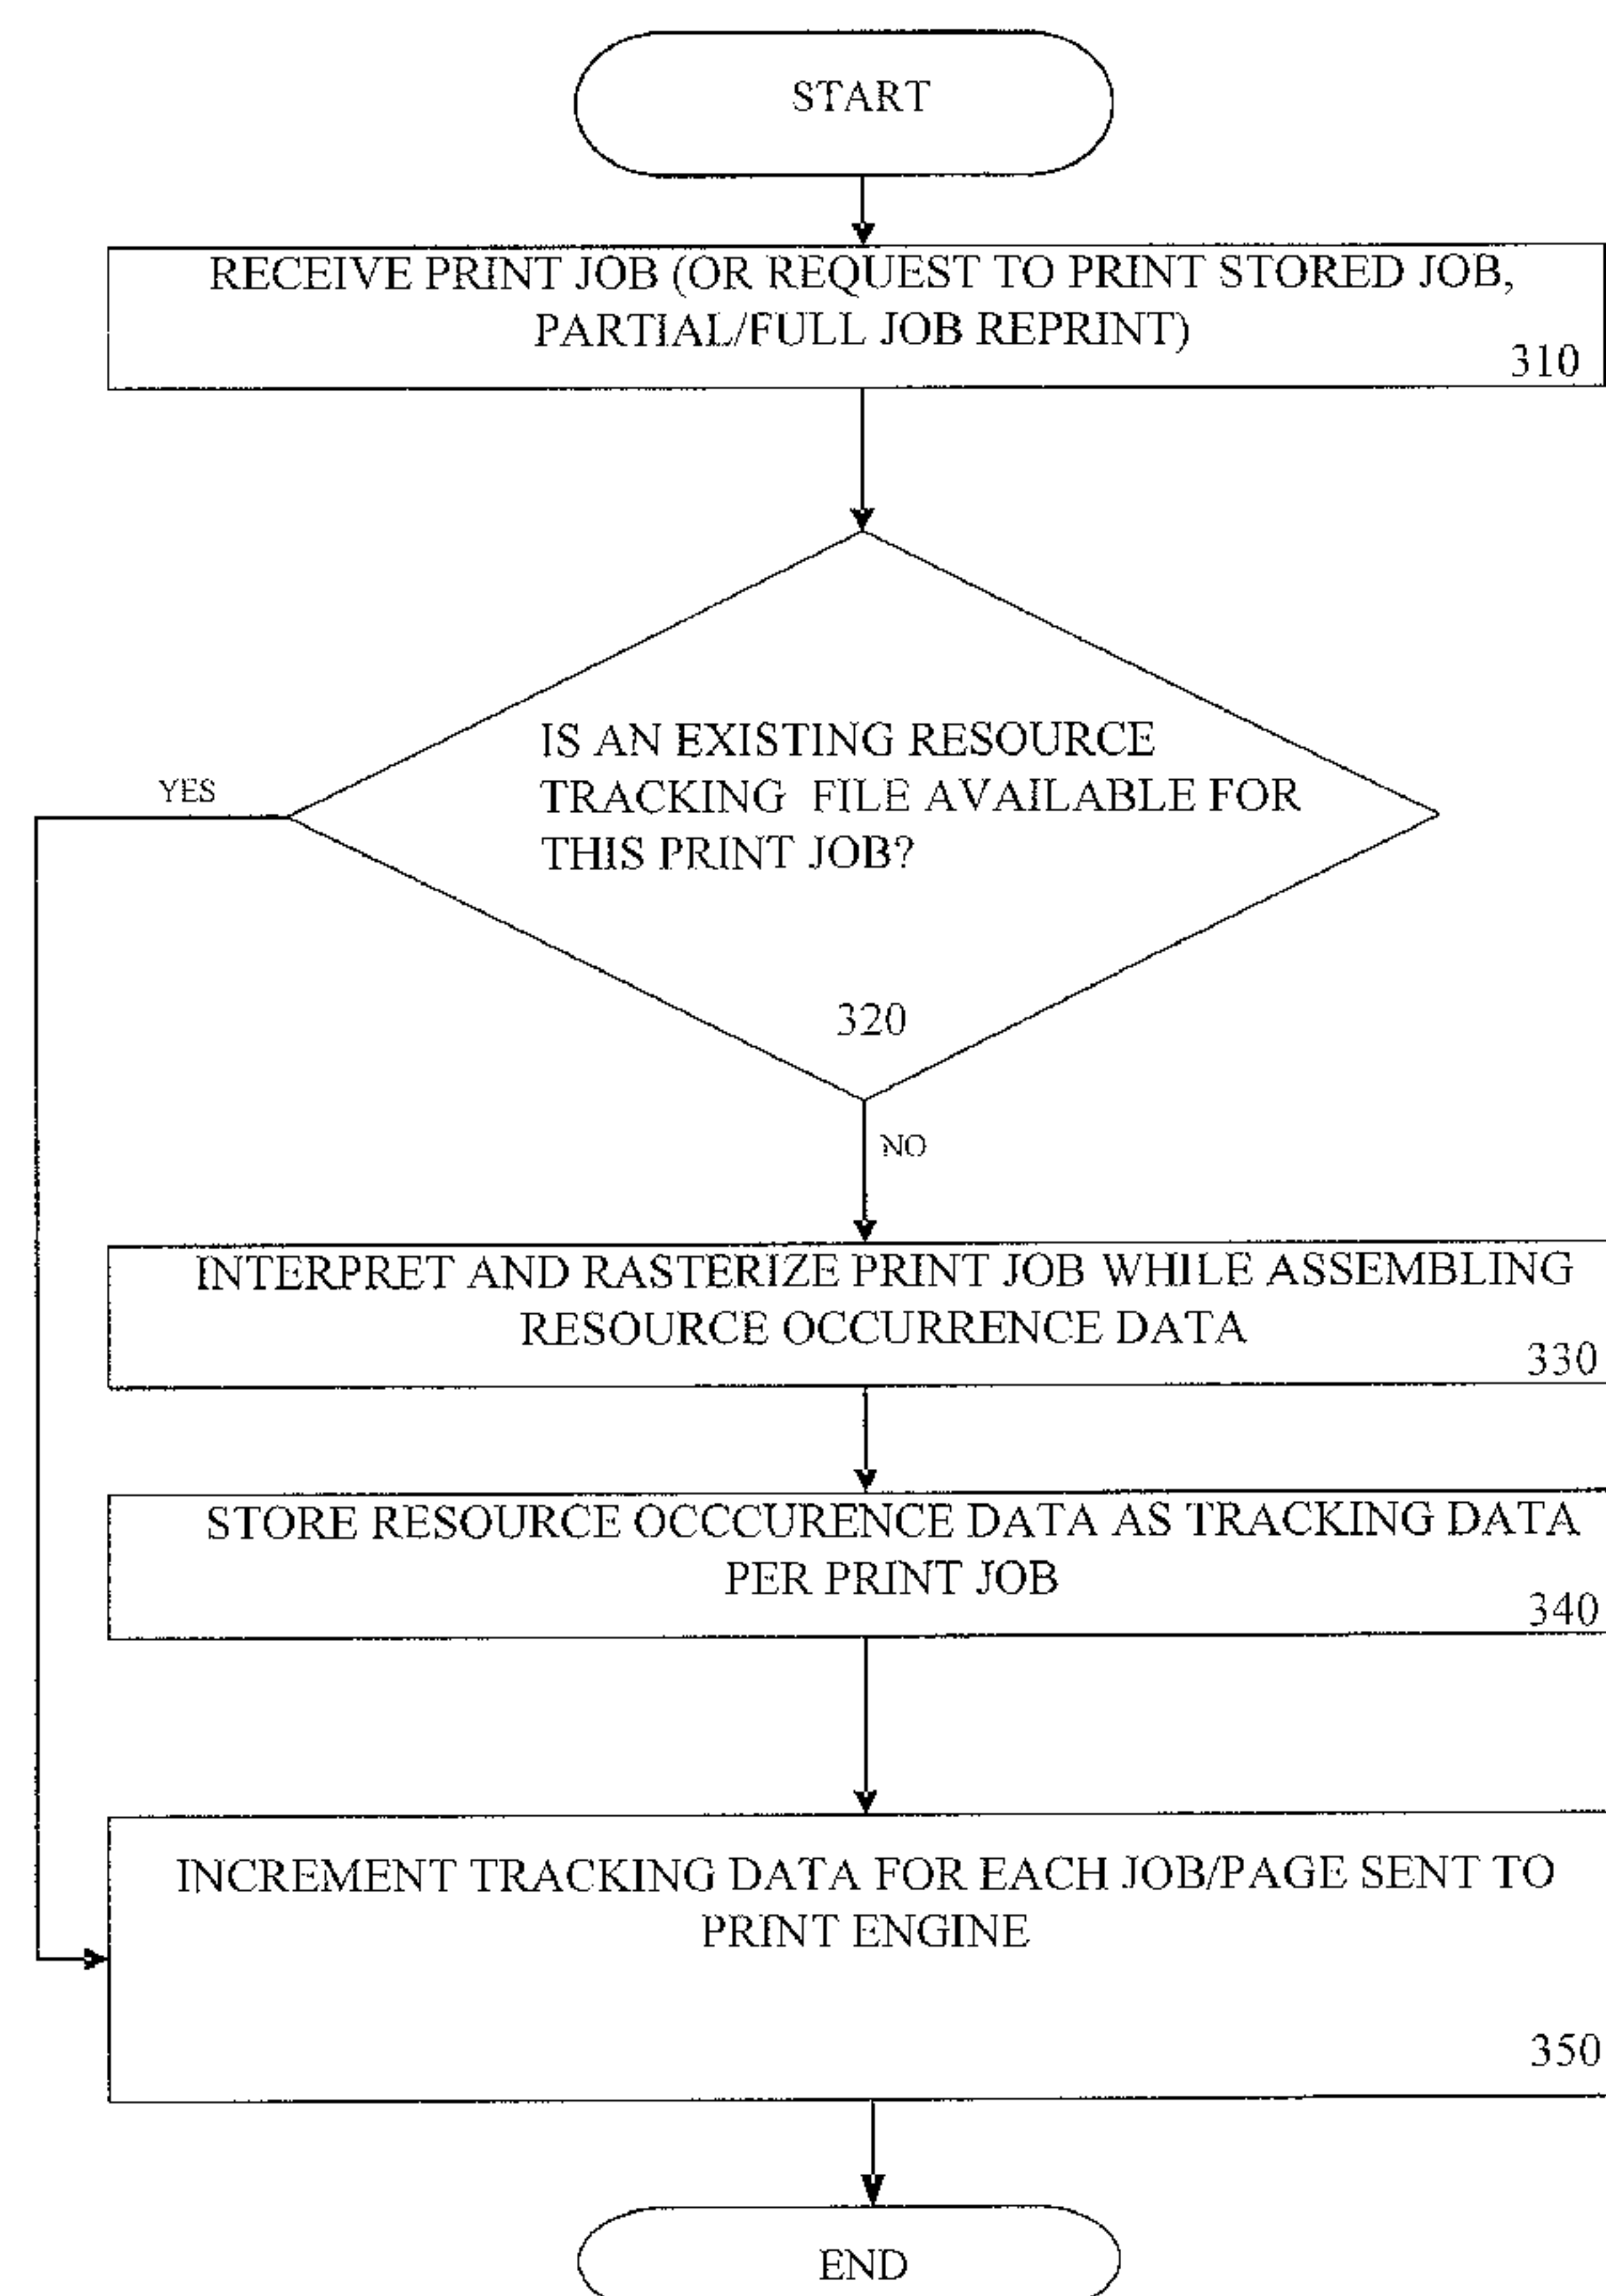 START
RECEIVE PRINT JOB (OR REQUEST TO PRINT STORED JOB,
PARTIAL/FULL JOB REPRINT)
310
IS AN EXISTING RESOURCE
TRACKING FILE AVAILABLE FOR
THIS PRINT JOB?
YES
320
NO
INTERPRET AND RASTERIZE PRINT JOB WHILE ASSEMBLING
RESOURCE OCCURRENCE DATA
330
STORE RESOURCE OCCCURENCE DATA AS TRACKING DATA
PER PRINT JOB
340
INCREMENT TRACKING DATA FOR EACH JOB/PAGE SENT TO
PRINT ENGINE
350
END